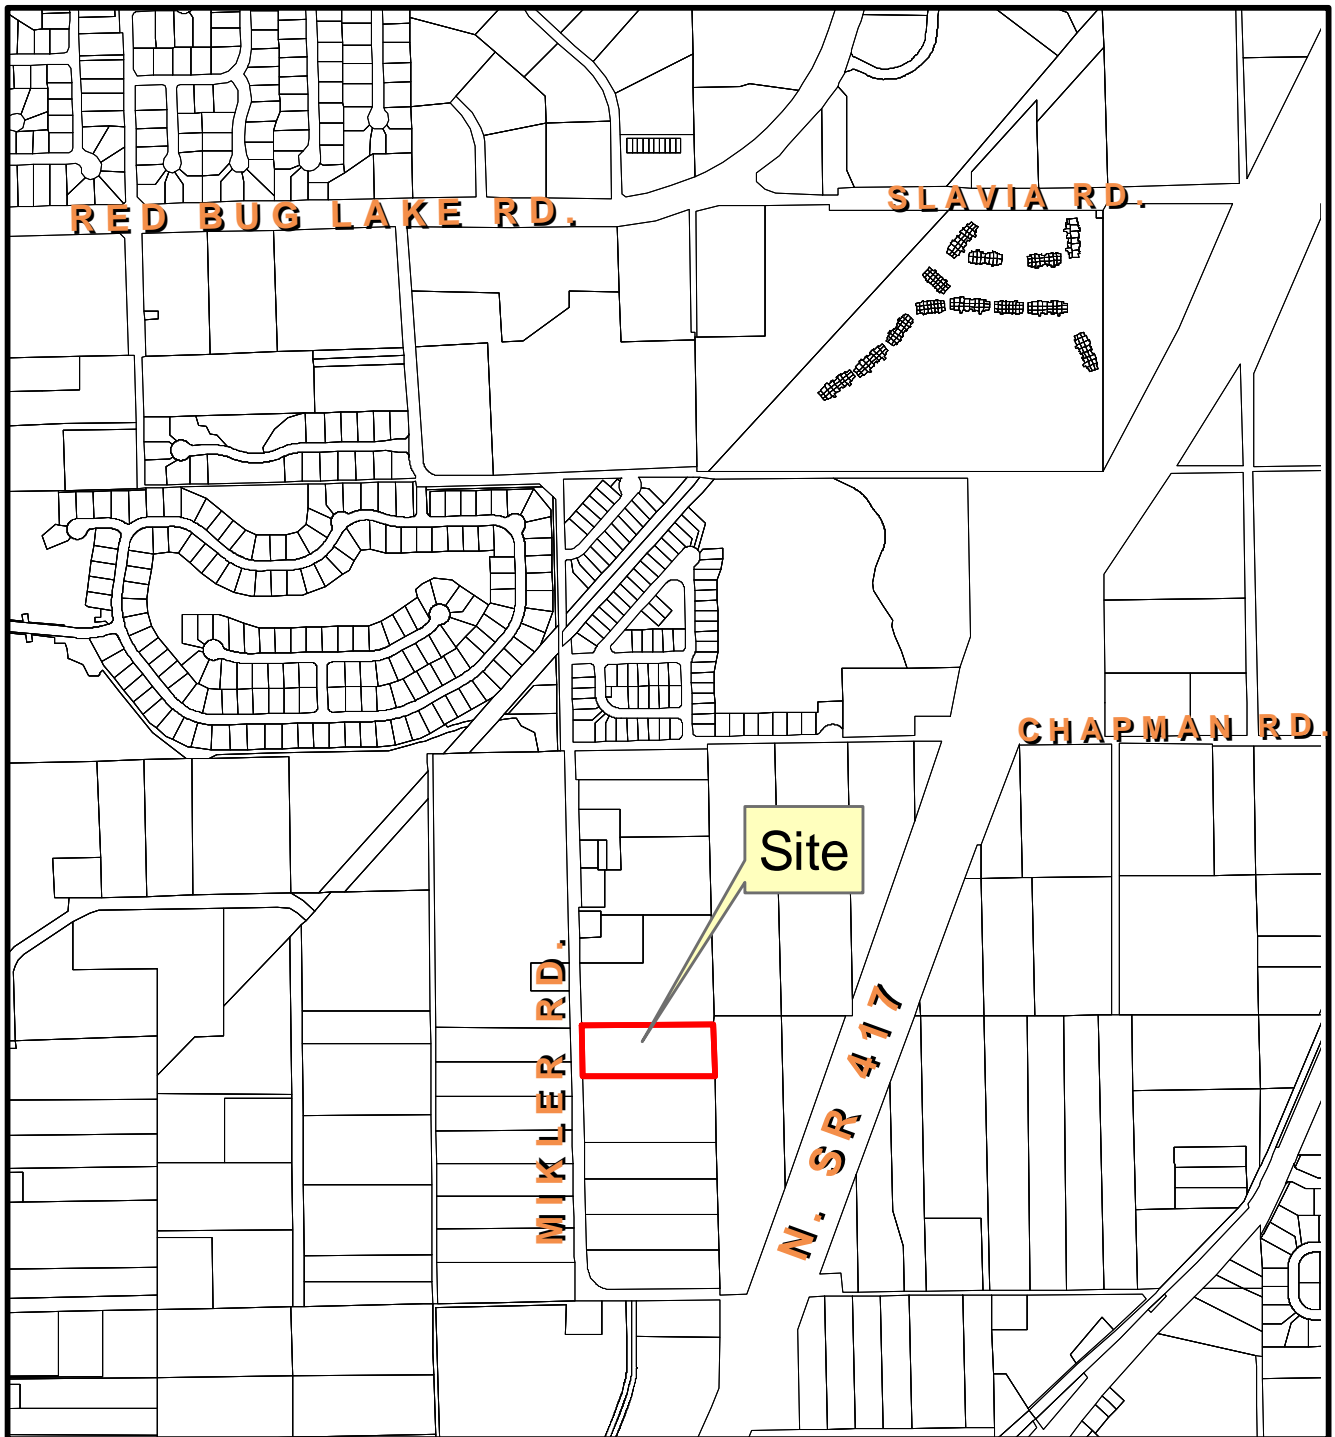 SLAVIA RD.
RED BUG LAKE RD.
CHAPMAN RD.
Site
MIKLER RD.
N. SR 417